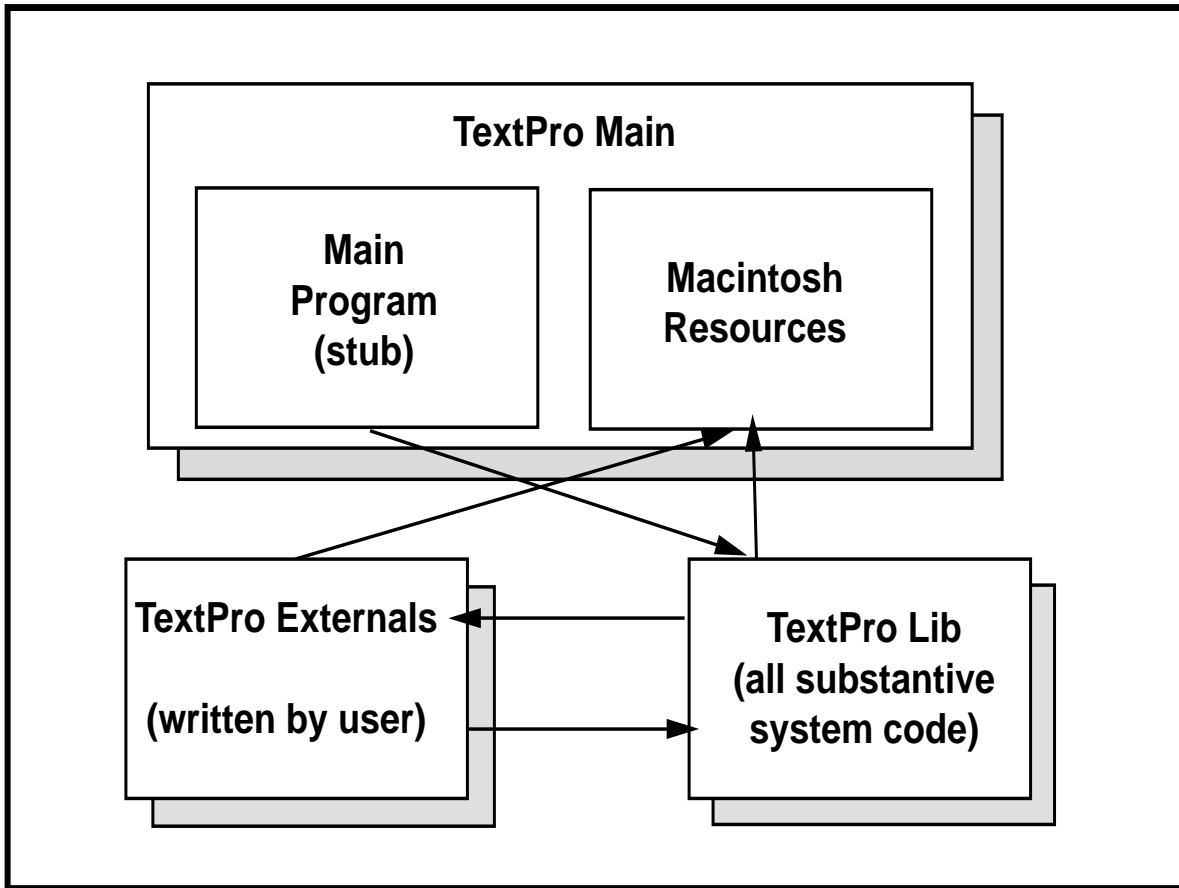 TextPro Main
Main
Program
(stub)
Macintosh
Resources
TextPro Externals
(written by user)
TextPro Lib
(all substantive
system code)